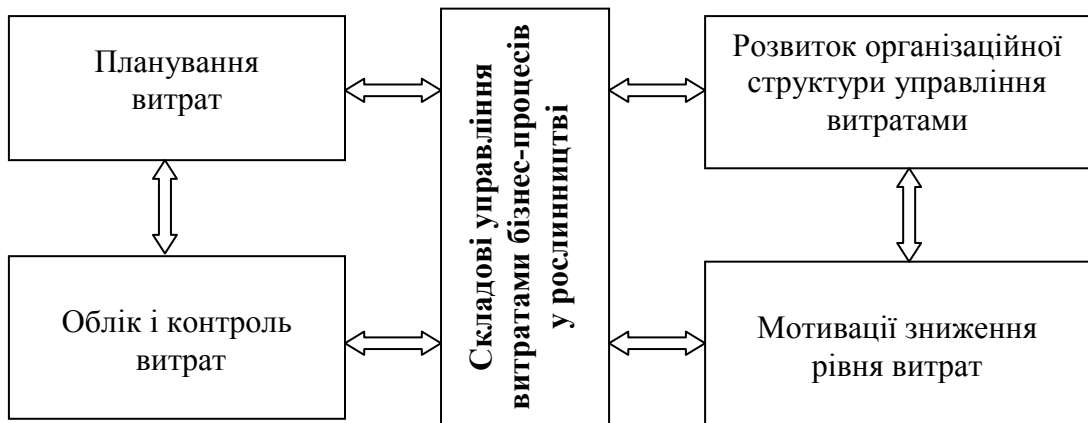 Планування
витрат
Облік і контроль
витрат
Складові управління
витратами бізнес-процесів
у рослинництві
Розвиток організаційної
структури управління
витратами
Мотивації зниження
рівня витрат